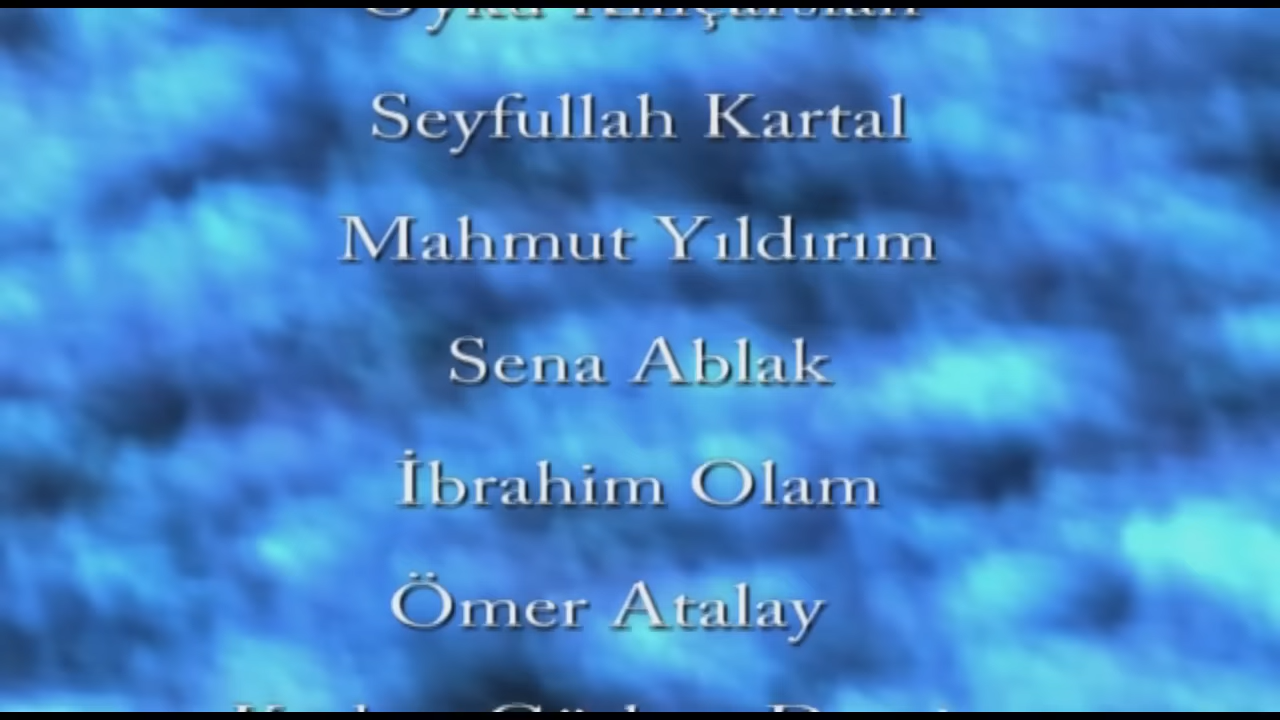 Seyfullah Kartal
Mahmut Yıldırım
Sena Ablak
İbrahim Olam
Ömer Atalay